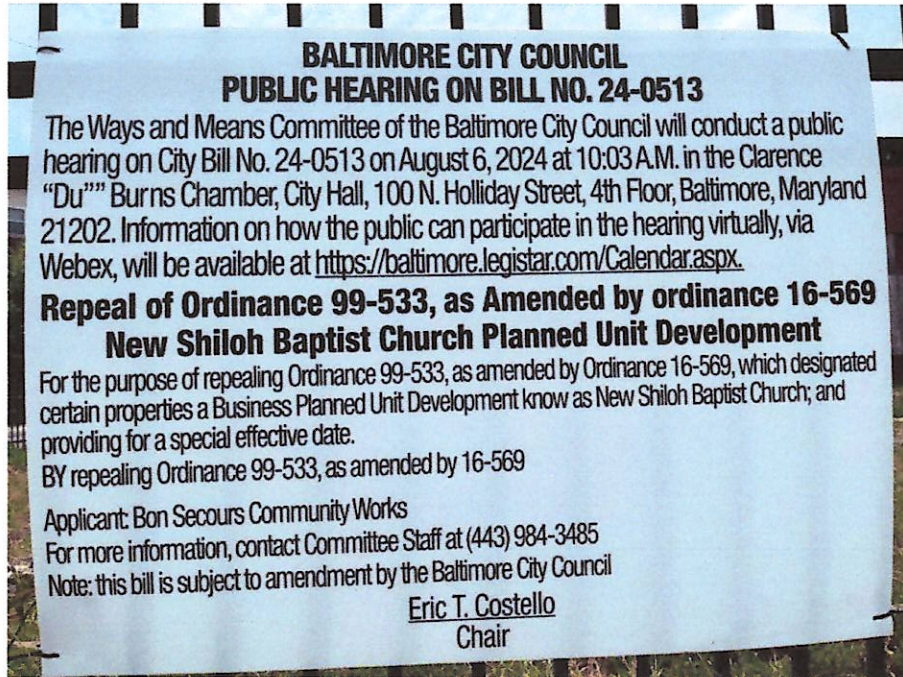 BALTIMORE CITY COUNCIL
PUBLIC HEARING ON BILL NO. 24-0513
The Ways and Means Committee of the Baltimore City Council will conduct a public
hearing on City Bill No. 24-0513 on August 6, 2024 at 10:03 A.M. in the Clarence
“Du”” Burns Chamber, City Hall, 100 N. Holliday Street, 4th Floor, Baltimore, Maryland
21202. Information on how the public can participate in the hearing virtually, via
Webex, will be available at https://baltimore.legistar.com/Calendar.aspx.
Repeal of Ordinance 99-533, as Amended by ordinance 16-569
New Shiloh Baptist Church Planned Unit Development
For the purpose of repealing Ordinance 99-533, as amended by Ordinance 16-569, which designated
certain properties a Business Planned Unit Development know as New Shiloh Baptist Church; and
providing for a special effective date.
BY repealing Ordinance 99-533, as amended by 16-569
Applicant: Bon Secours Community Works
For more information, contact Committee Staff at (443) 984-3485
Note: this bill is subject to amendment by the Baltimore City Council
Eric T. Costello
Chair